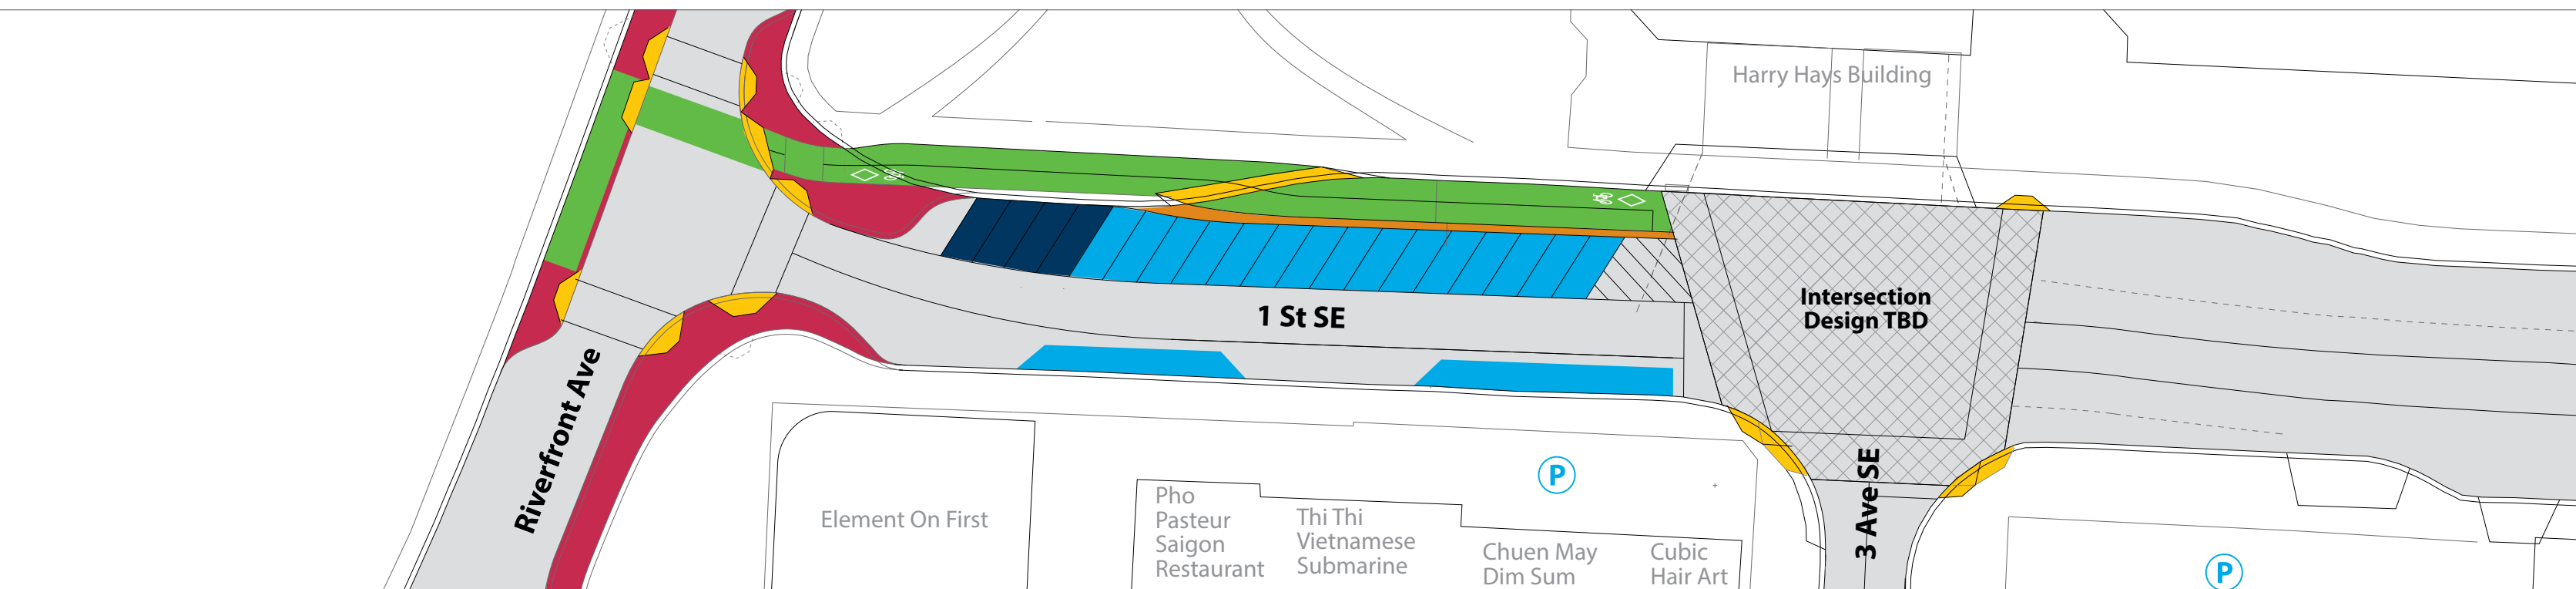 Harry Hays Building
Intersection
Design TBD
1 St SE
Riverfront Ave
3 Ave SE
Element On First
Pho
Pasteur
Saigon
Restaurant
Thi Thi
Vietnamese
Submarine
P
Chuen May
Dim Sum
Cubic
Hair Art
P